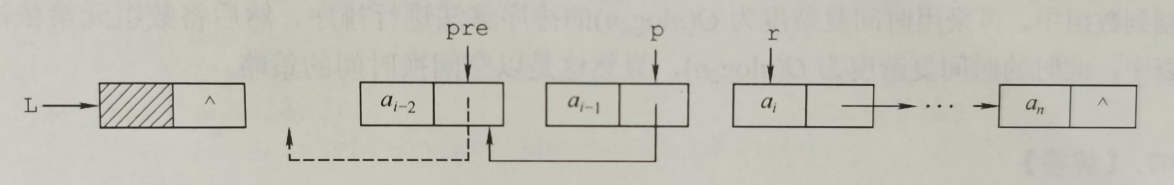 pre p r
L ^ a_{i-2} a_{i-1} a_i ··· a_n ^